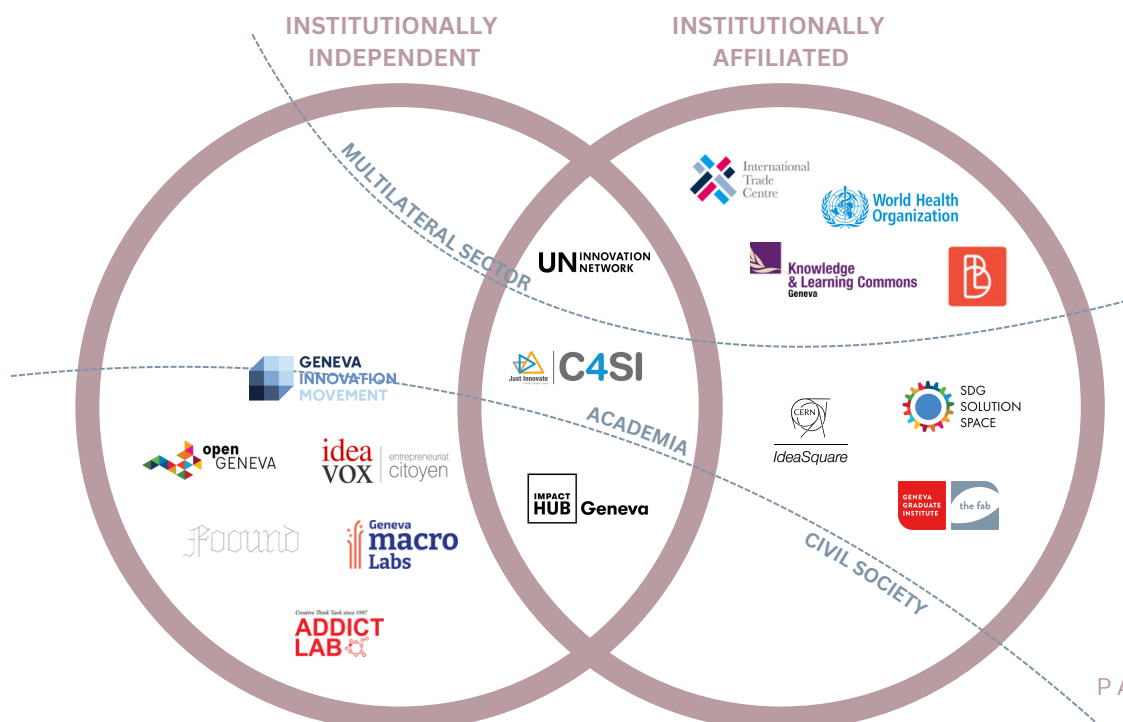 INSTITUTIONALLY
INDEPENDENT
INSTITUTIONALLY
AFFILIATED
MULTILATERAL SECTOR
International
Trade
Centre
World Health
Organization
UN INNOVATION
NETWORK
Knowledge
& Learning Commons
Geneva
GENEVA
INNOVATION
MOVEMENT
Just Innovate
C4SI
ACADEMIA
CERN
IdeaSquare
SDG
SOLUTION
SPACE
open
GENEVA
idea
VOX
entrepreneuriat
citoyen
IMPACT
HUB
Geneva
GENEVA
GRADUATE
INSTITUTE
the fab
CIVIL SOCIETY
Foound
Geneva
macro
Labs
Creative Think Tank since 1997
ADDICT
LAB
P A